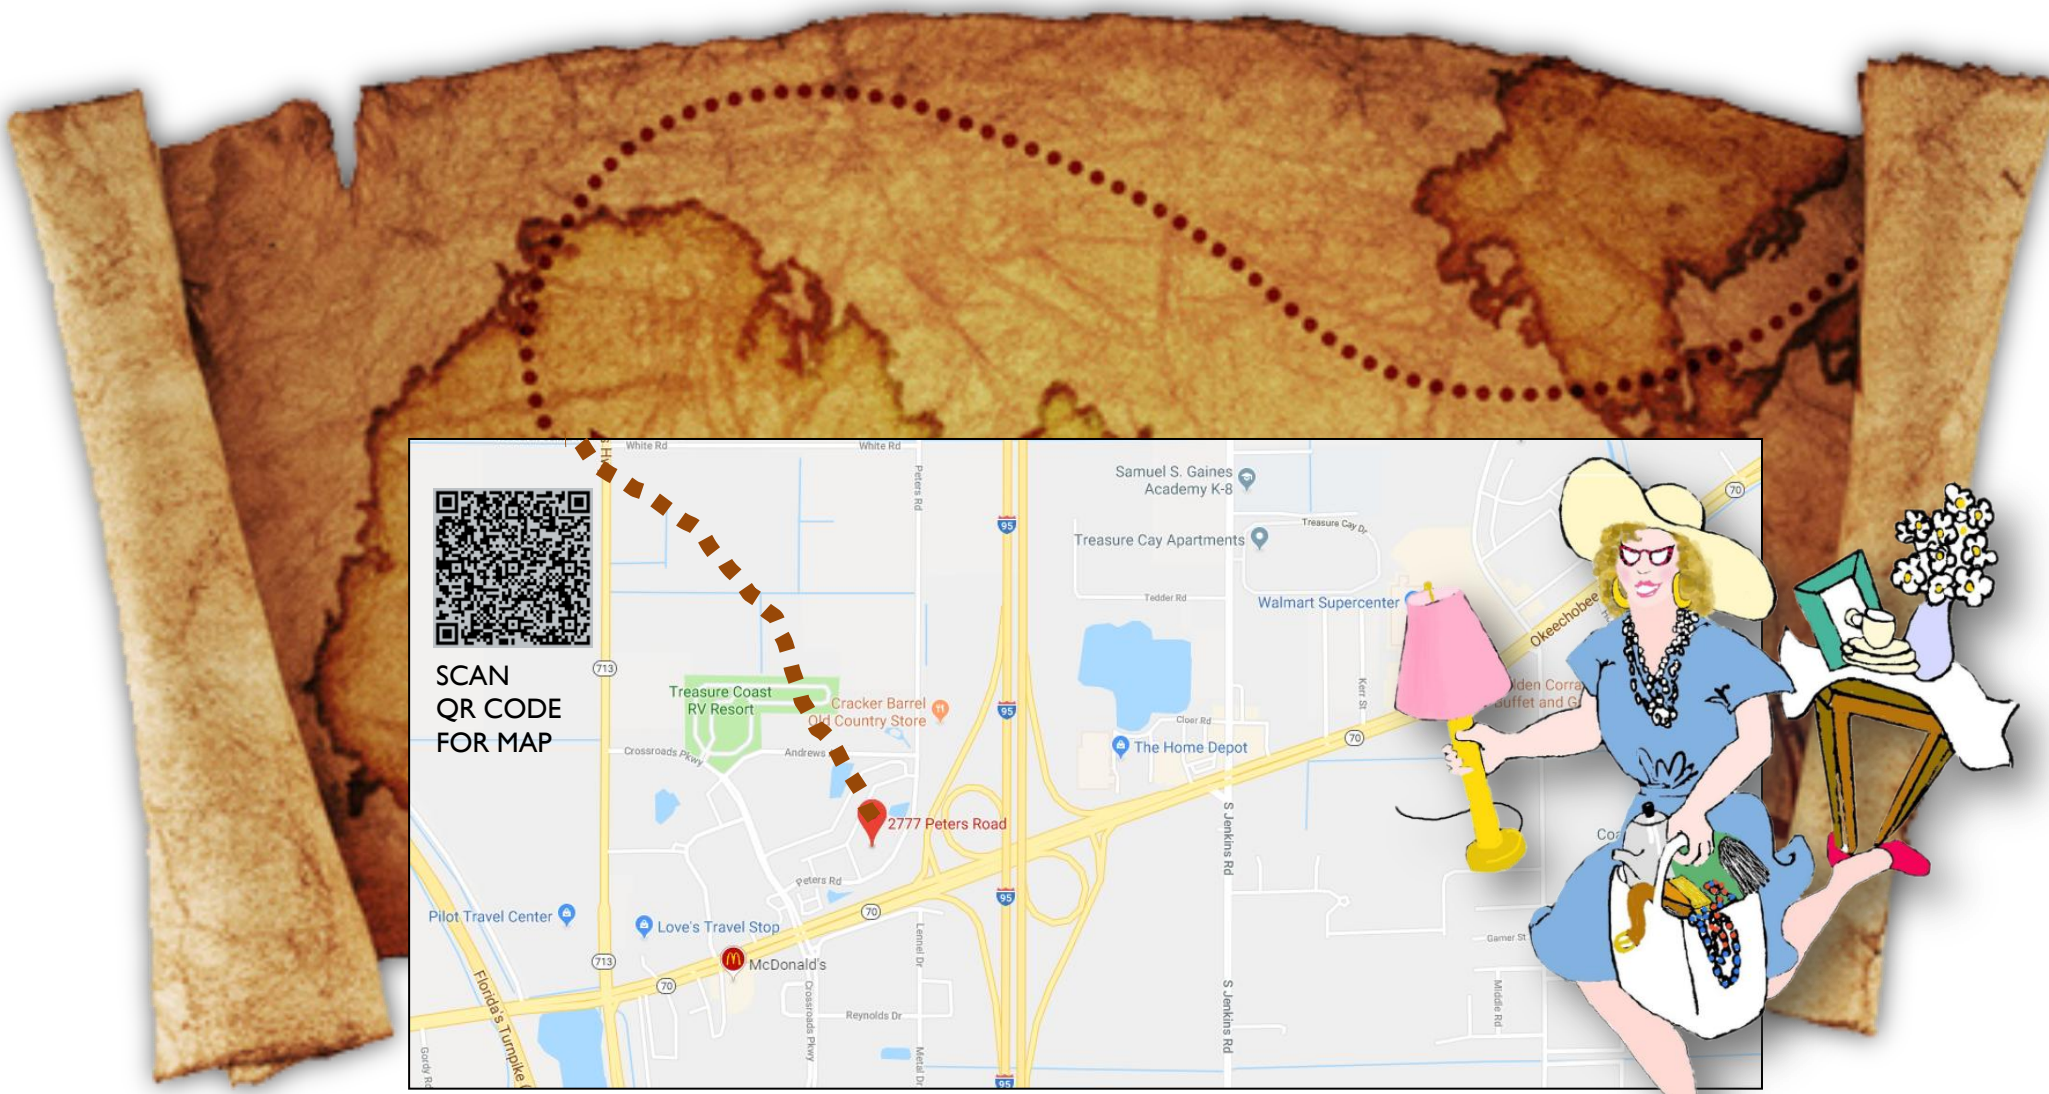 White Rd
White Rd
Peters Rd
Samuel S. Gaines
Academy K-8
70
95
Treasure Cay Dr
Treasure Cay Apartments
Tedder Rd
Walmart Supercenter
Okeechobee
SCAN
QR CODE
FOR MAP
713
Treasure Coast
RV Resort
Cracker Barrel
Old Country Store
95
Kerr St
Cloer Rd
70
The Home Depot
Crossroads Pkwy
Andrews
2777 Peters Road
S Jenkins Rd
Peters Rd
95
70
Pilot Travel Center
Love's Travel Stop
Lennel Dr
Garner St
713
McDonald's
70
Florida's Turnpike
Crossroads Pkwy
Reynolds Dr
S Jenkins Rd
Middle Rd
Gordy Rd
Metal Dr
95